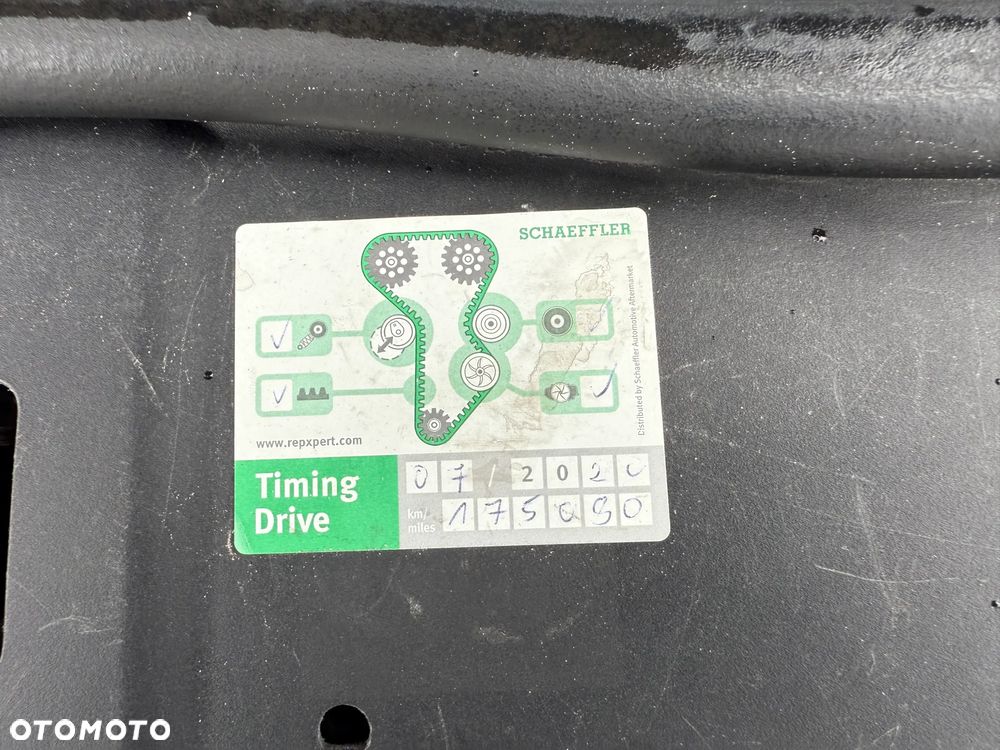 SCHAEFFLER
Distributed by Schaeffler Automotive Aftermarket
www.repxpert.com
Timing
Drive
07/2020
km/
miles
175090
OTOMOTO